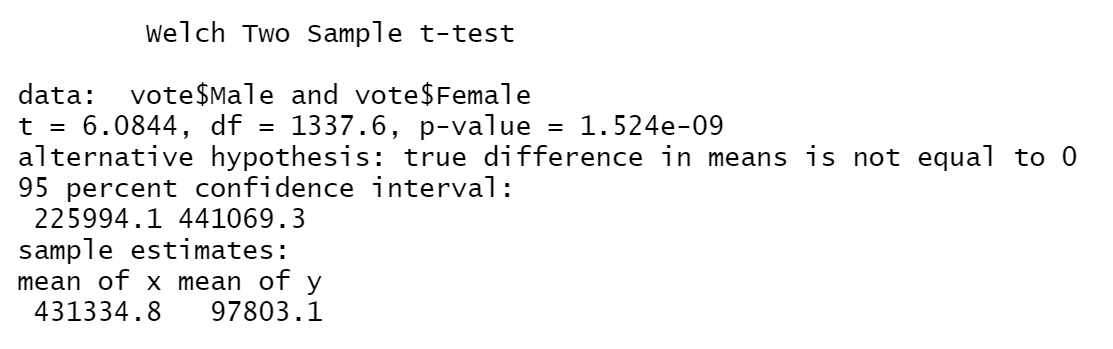 Welch Two Sample t-test
data:  vote$Male and vote$Female
t = 6.0844, df = 1337.6, p-value = 1.524e-09
alternative hypothesis: true difference in means is not equal to 0
95 percent confidence interval:
 225994.1 441069.3
sample estimates:
mean of x mean of y
 431334.8   97803.1